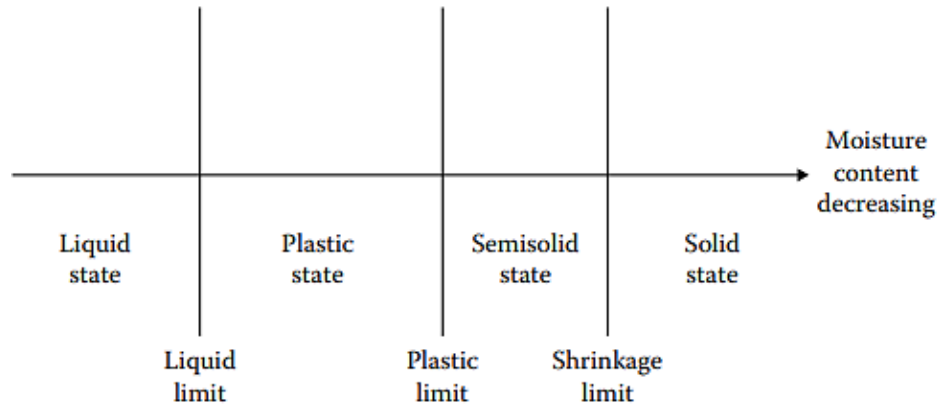 Moisture
content
decreasing
Liquid
state
Plastic
state
Semisolid
state
Solid
state
Liquid
limit
Plastic
limit
Shrinkage
limit